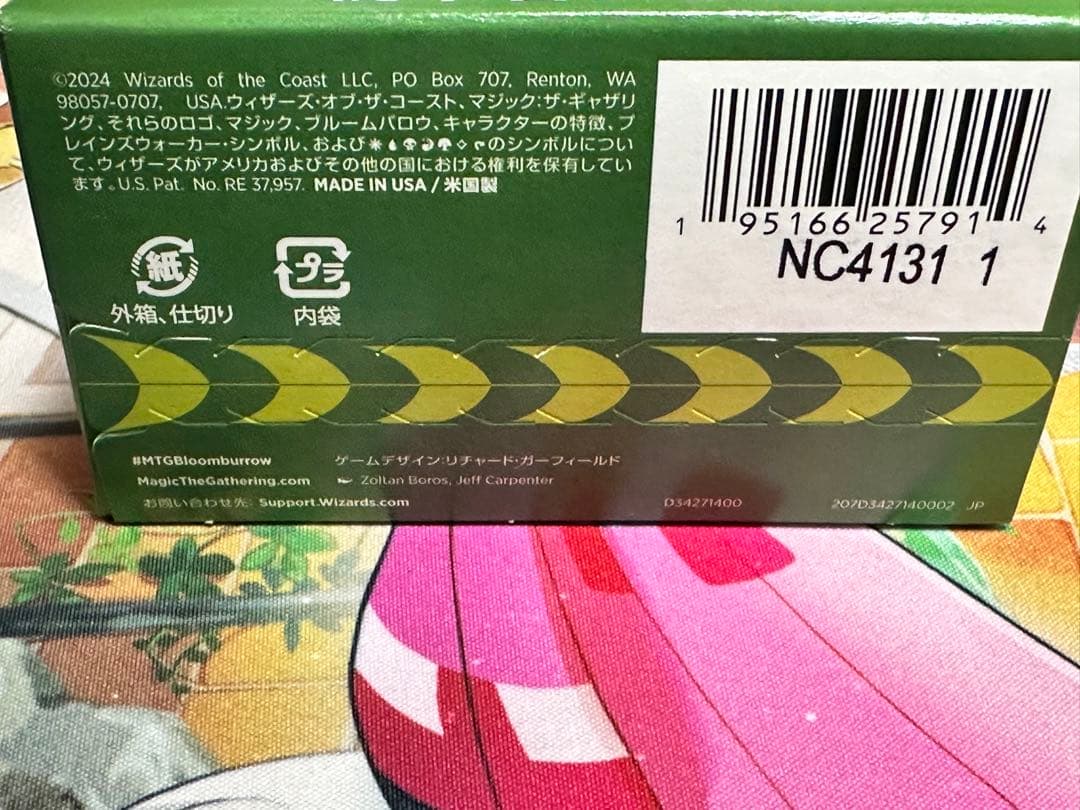 ©2024 Wizards of the Coast LLC, PO Box 707, Renton, WA
98057-0707, USA.ウィザーズ・オブ・ザ・コースト、マジック:ザ・ギャザリ
ング、それらのロゴ、マジック、ブルームバロウ、キャラクターの特徴、プ
レインズウォーカー・シンボル、およびのシンボルについ
て、ウィザーズがアメリカおよびその他の国における権利を保有してい
ます。U.S. Pat. No. RE 37,957. MADE IN USA / 米国製
紙
外箱、仕切り
プラ
内袋
1 95166 25791 4
NC4131 1
#MTGBloomburrow
MagicTheGathering.com
お問い合わせ先: Support.Wizards.com
ゲームデザイン:リチャード・ガーフィールド
Zoltan Boros, Jeff Carpenter
D34271400
207D3427140002 JP